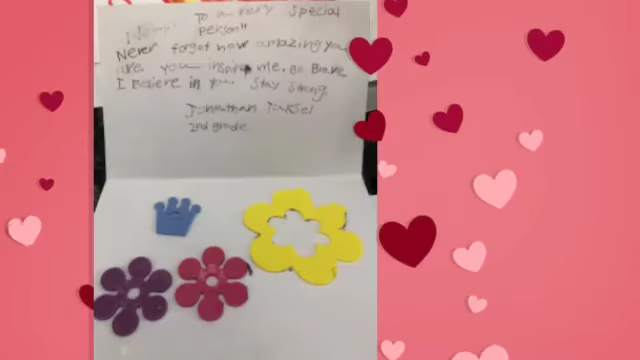 To a very special
person"
Never forget how amazing you
are you inspire me. Be Brave
I Believe in you Stay Strong
Jonathan
2nd grade